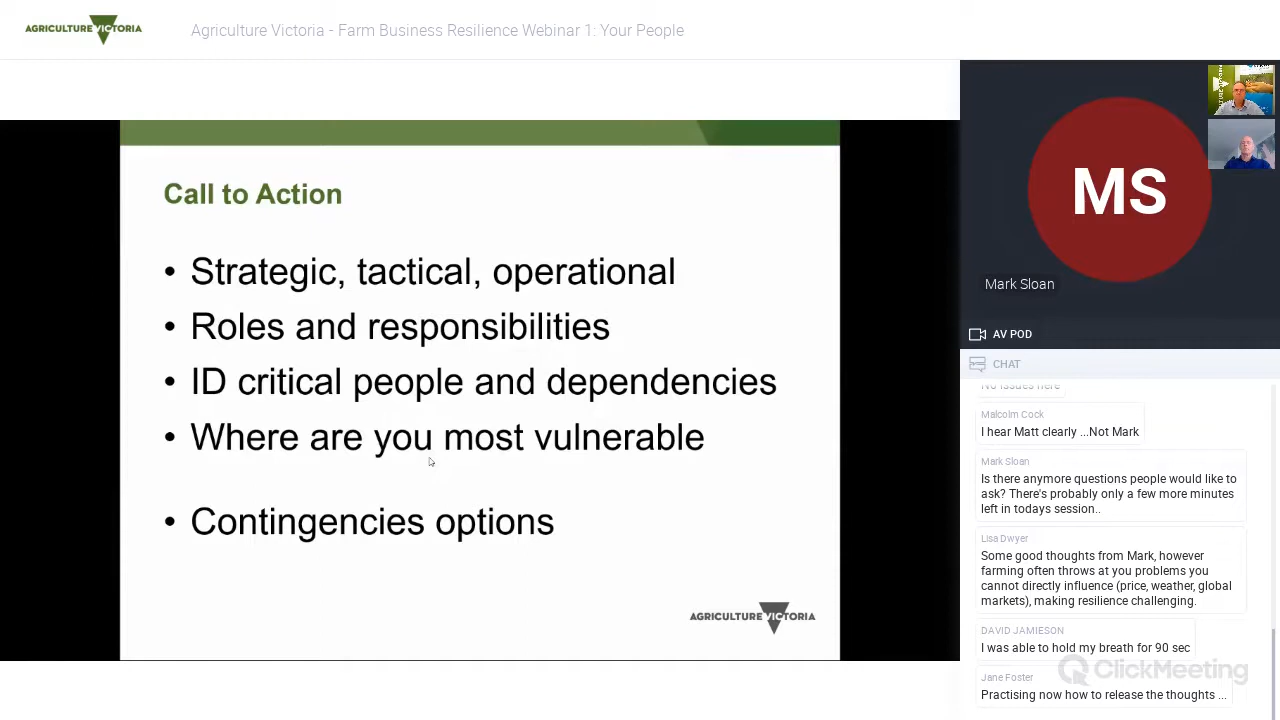 AGRICULTURE VICTORIA
Agriculture Victoria - Farm Business Resilience Webinar 1: Your People
Call to Action
• Strategic, tactical, operational
• Roles and responsibilities
• ID critical people and dependencies
• Where are you most vulnerable
• Contingencies options
AGRICULTURE VICTORIA
MS
Mark Sloan
AV POD
CHAT
No issues here
Malcolm Cock
I hear Matt clearly ...Not Mark
Mark Sloan
Is there anymore questions people would like to
ask? There's probably only a few more minutes
left in todays session..
Lisa Dwyer
Some good thoughts from Mark, however
farming often throws at you problems you
cannot directly influence (price, weather, global
markets), making resilience challenging.
DAVID JAMIESON
I was able to hold my breath for 90 sec
ClickMeeting
Jane Foster
Practising now how to release the thoughts ...